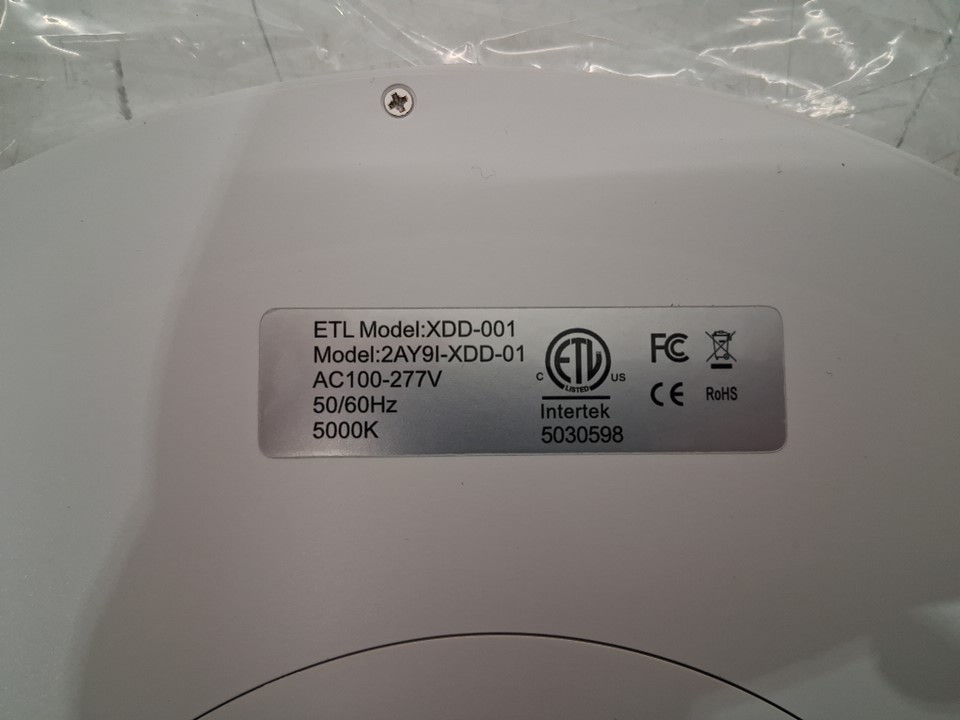 ETL Model:XDD-001
Model:2AY9I-XDD-01
AC100-277V
50/60Hz
5000K
ETL
C US
LISTED
Intertek
5030598
FC
CE
RoHS